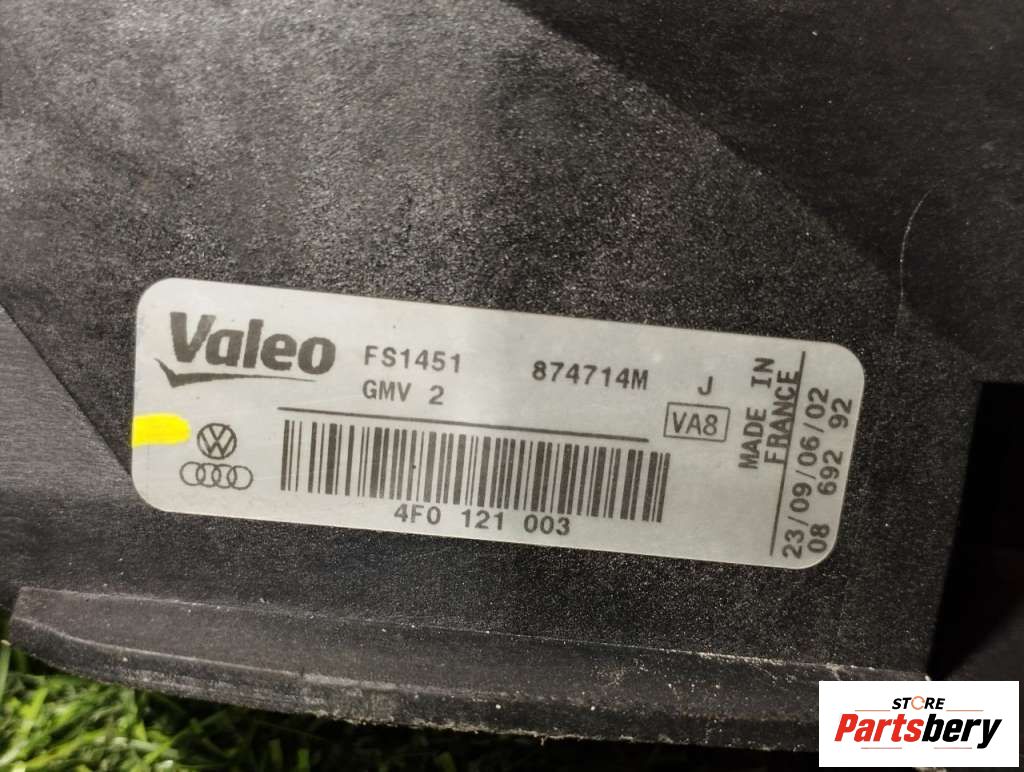 Valeo FS1451 874714M J
GMV 2
VA8
4F0 121 003
MADE IN
FRANCE
23/09/06/02
08 692 92
STORE
Partsbery